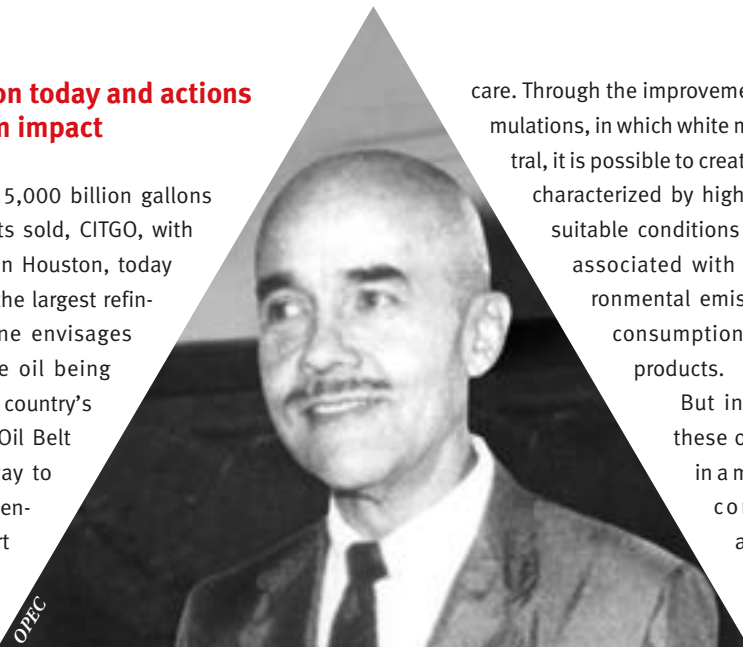 on today and actions
impact
5,000 billion gallons
ts sold, CITGO, with
n Houston, today
the largest refin-
ne envisages
e oil being
country’s
Oil Belt
ay to
en-
rt
OPEC
care. Through the improveme
mulations, in which white m
tral, it is possible to creat
characterized by high
suitable conditions
associated with
ronmental emis
consumption
products.
But in
these o
in a m
con
a